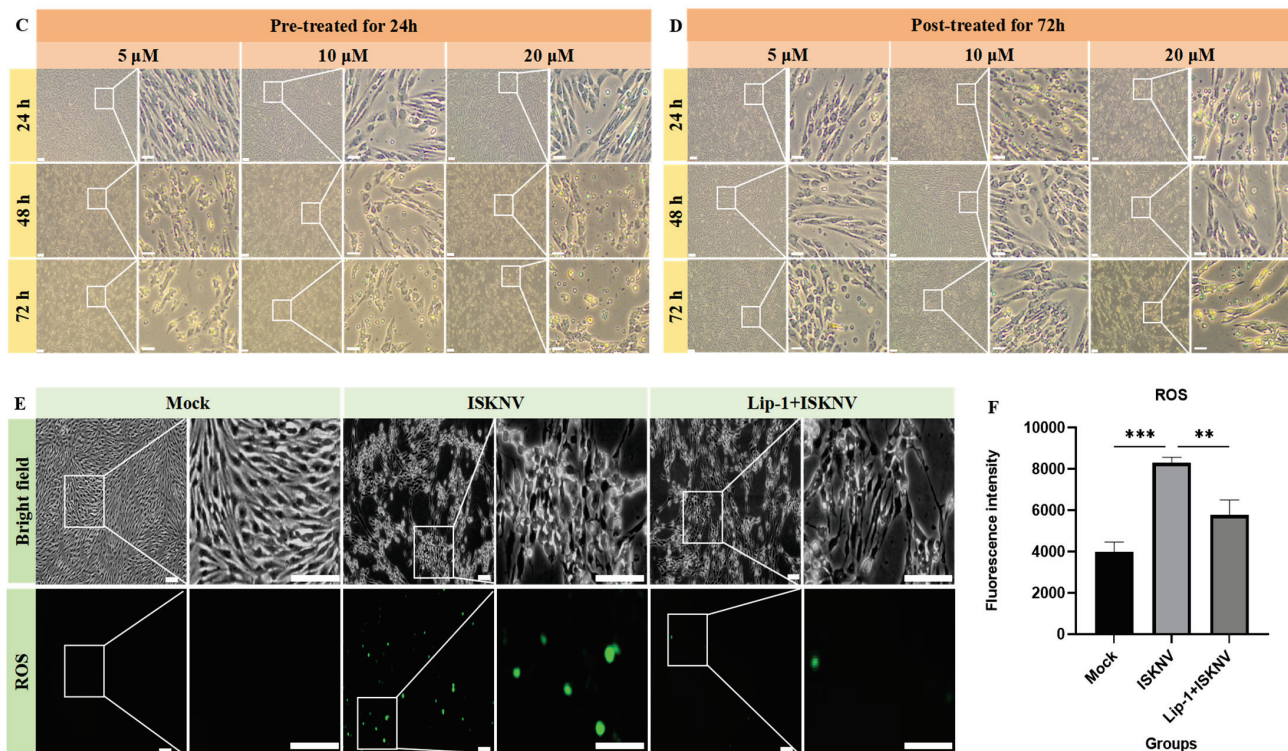 C
Pre-treated for 24h
5 µM
10 µM
20 µM
24 h
48 h
72 h
D
Post-treated for 72h
5 µM
10 µM
20 µM
24 h
48 h
72 h
E
Mock
ISKNV
Lip-1+ISKNV
Bright field
ROS
F
ROS
Fluorescence intensity
10000
8000
6000
4000
2000
0
***
**
Mock
ISKNV
Lip-1+ISKNV
Groups